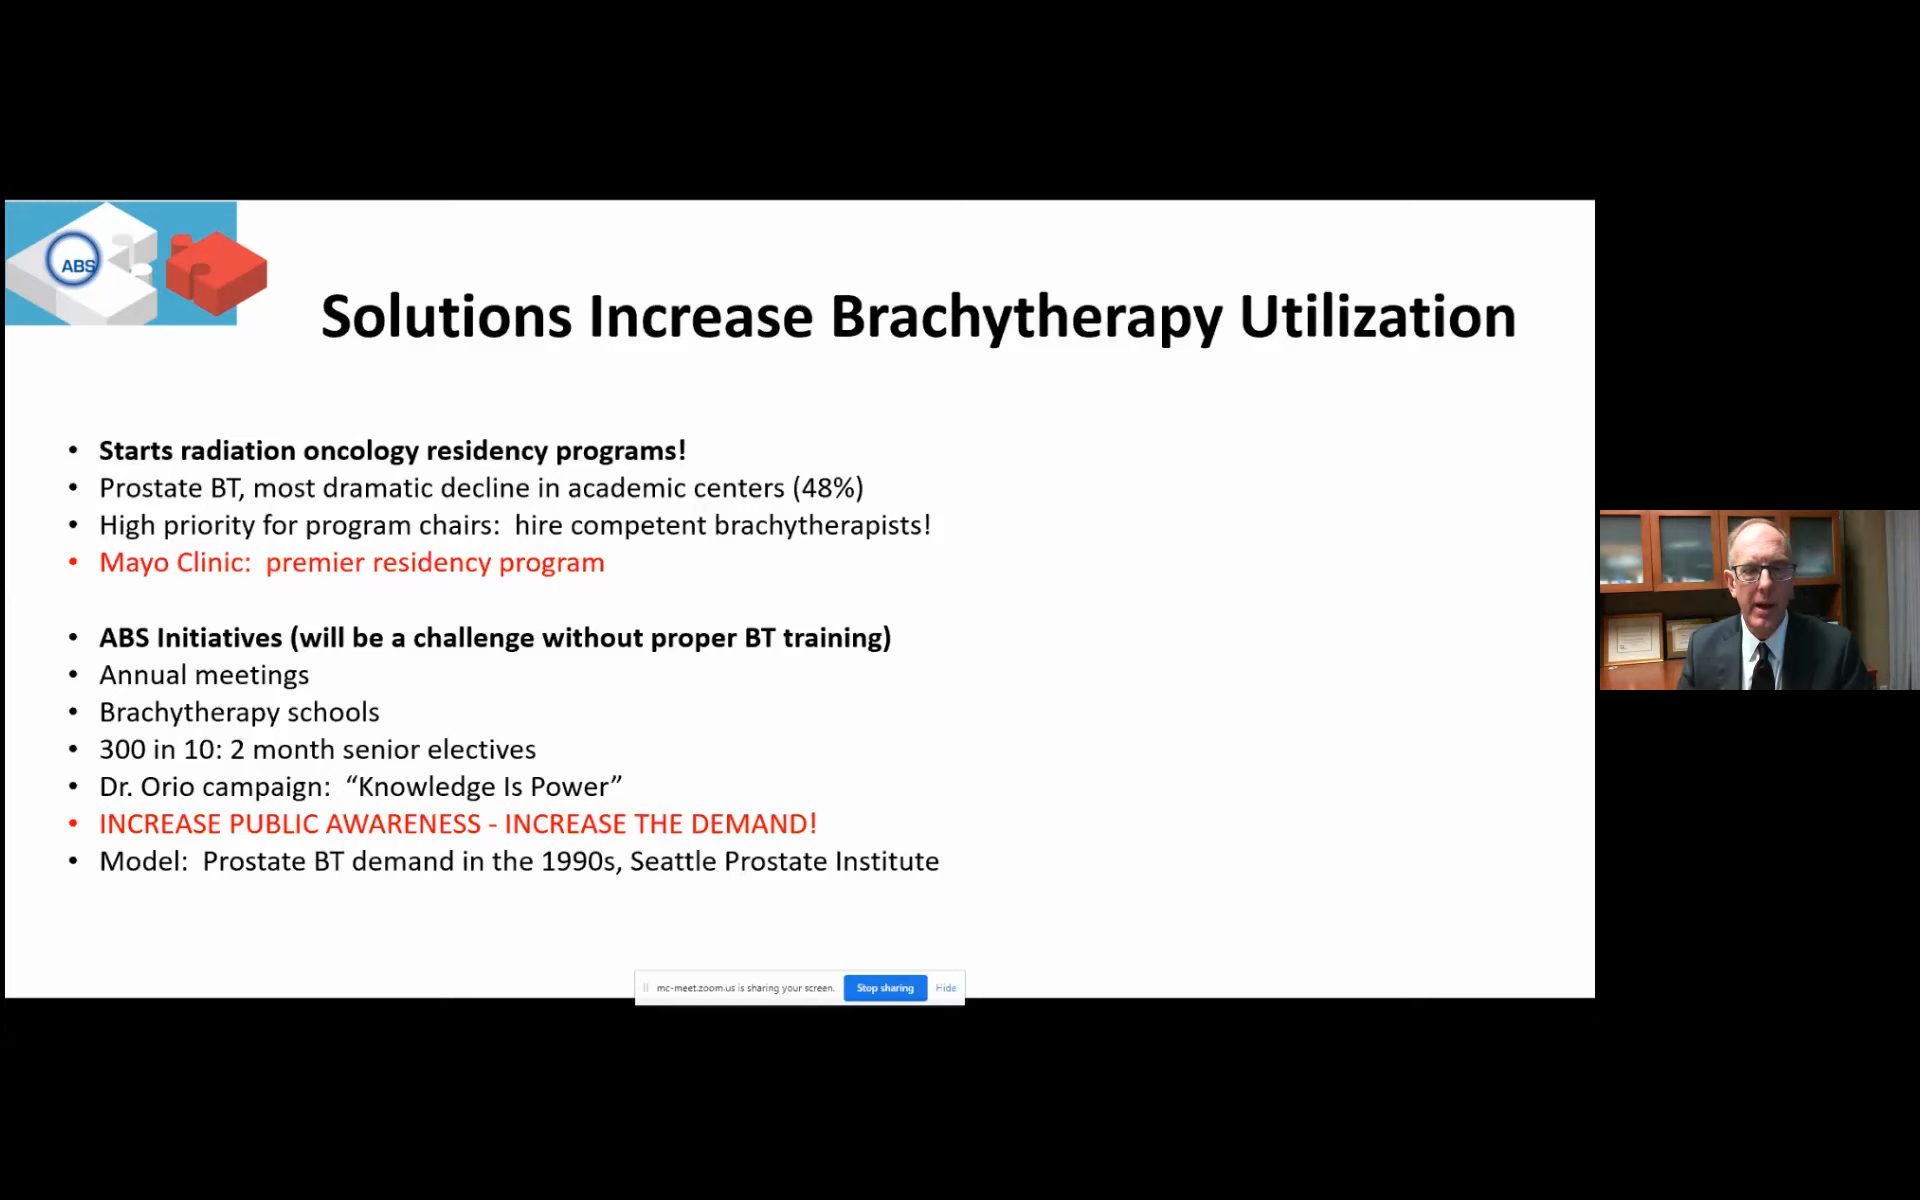 ABS
Solutions Increase Brachytherapy Utilization
• Starts radiation oncology residency programs!
• Prostate BT, most dramatic decline in academic centers (48%)
• High priority for program chairs:  hire competent brachytherapists!
• Mayo Clinic:  premier residency program
• ABS Initiatives (will be a challenge without proper BT training)
• Annual meetings
• Brachytherapy schools
• 300 in 10: 2 month senior electives
• Dr. Orio campaign:  “Knowledge Is Power”
• INCREASE PUBLIC AWARENESS - INCREASE THE DEMAND!
• Model:  Prostate BT demand in the 1990s, Seattle Prostate Institute
mc-meet.zoom.us is sharing your screen. Stop sharing Hide